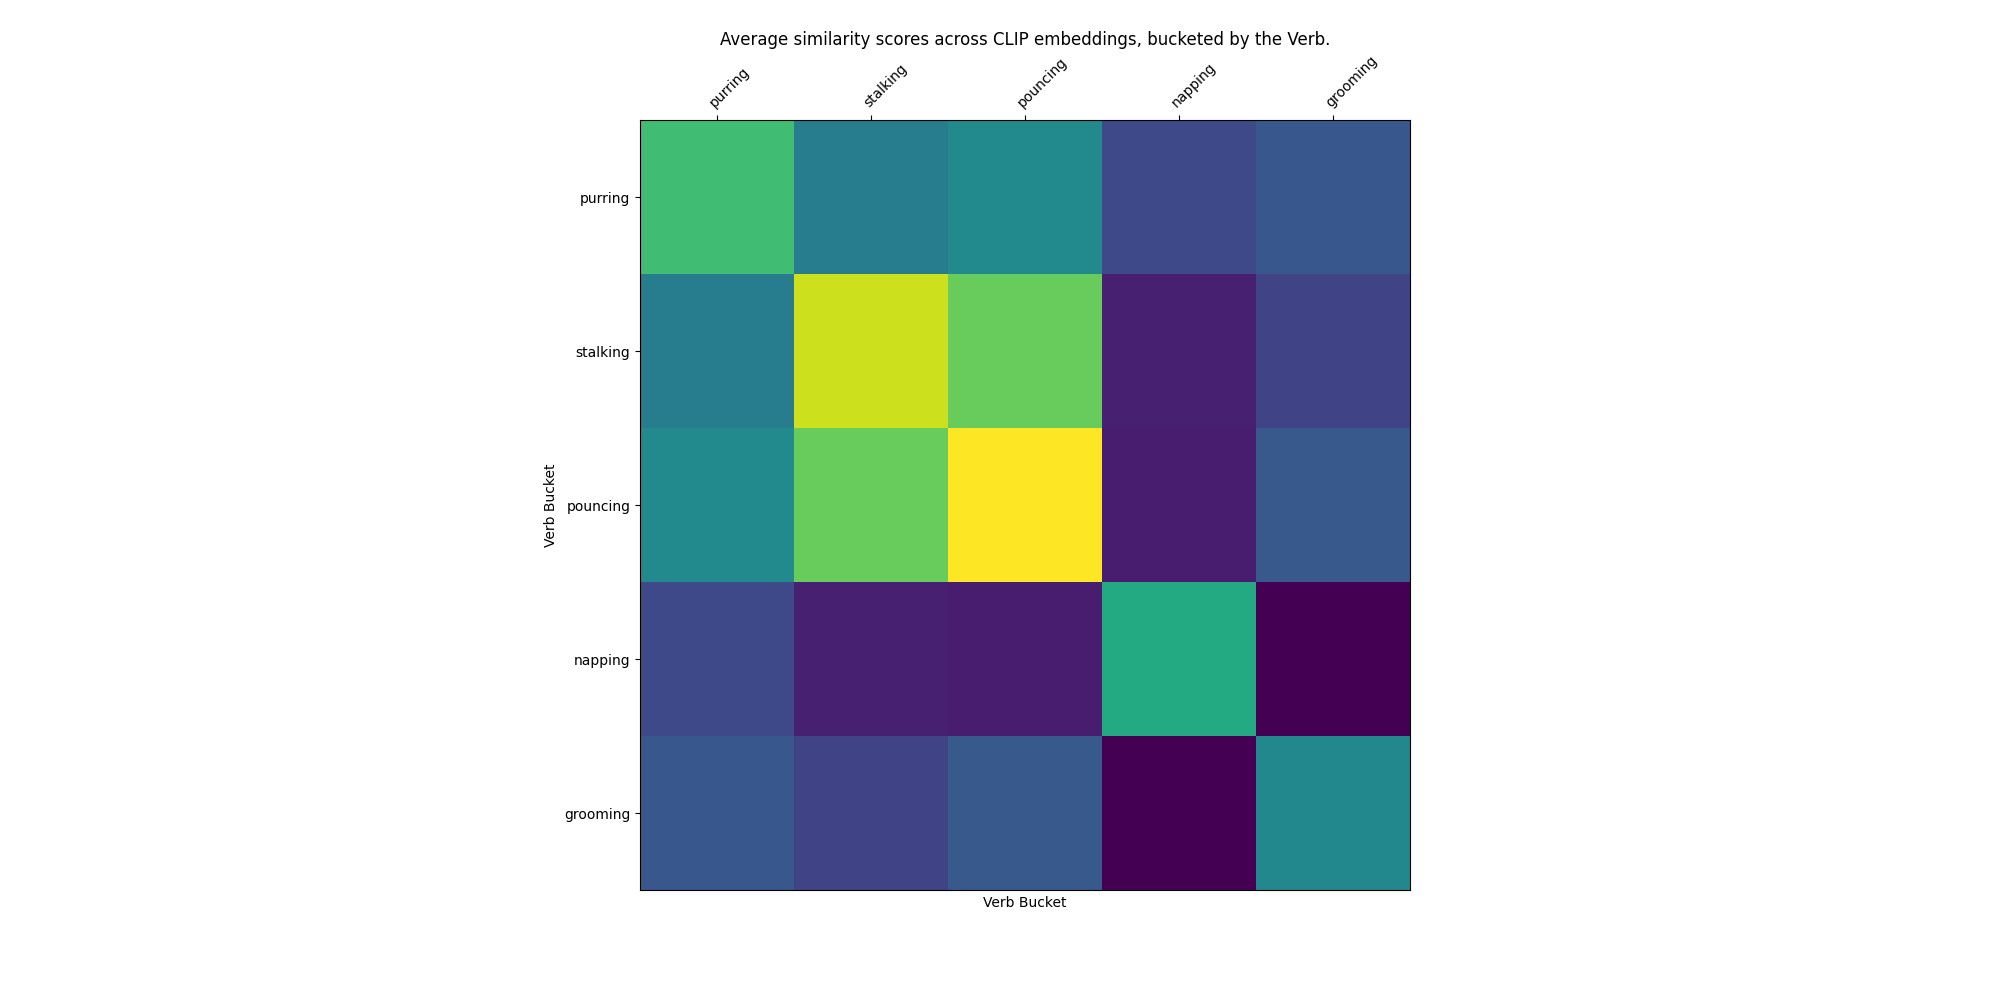 Average similarity scores across CLIP embeddings, bucketed by the Verb.
purring
stalking
pouncing
napping
grooming
purring
stalking
pouncing
napping
grooming
Verb Bucket
Verb Bucket